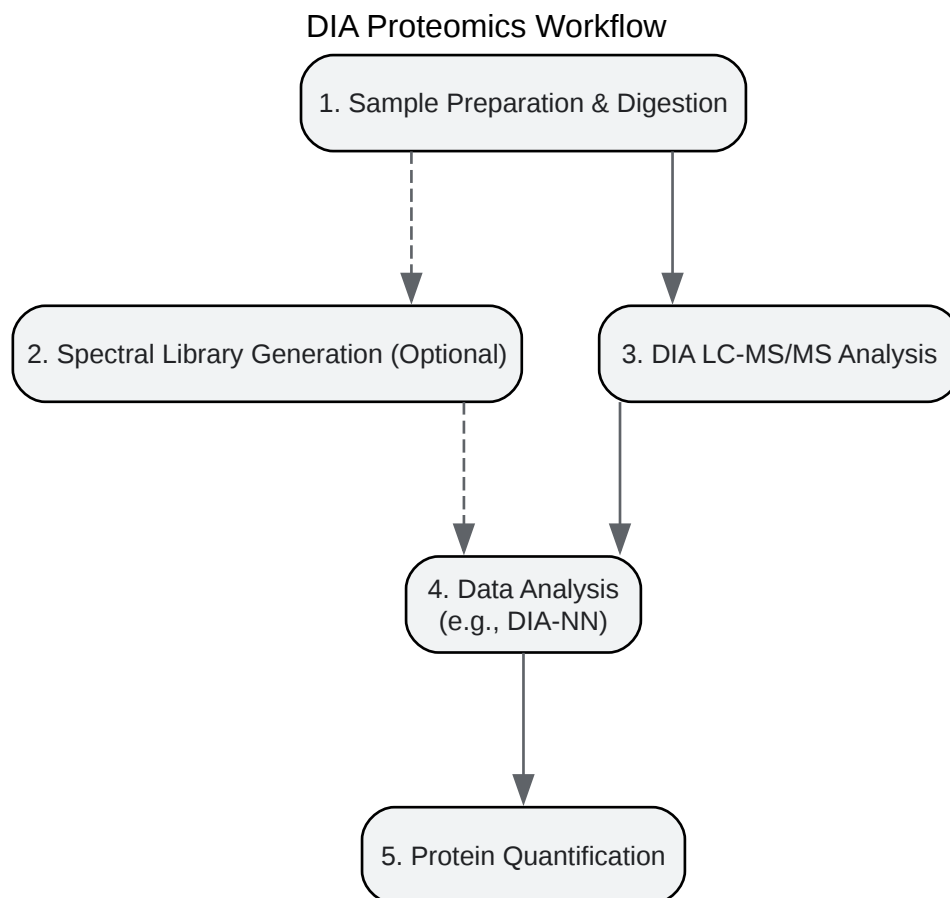 DIA Proteomics Workflow
1. Sample Preparation & Digestion
2. Spectral Library Generation (Optional)
3. DIA LC-MS/MS Analysis
4. Data Analysis
(e.g., DIA-NN)
5. Protein Quantification